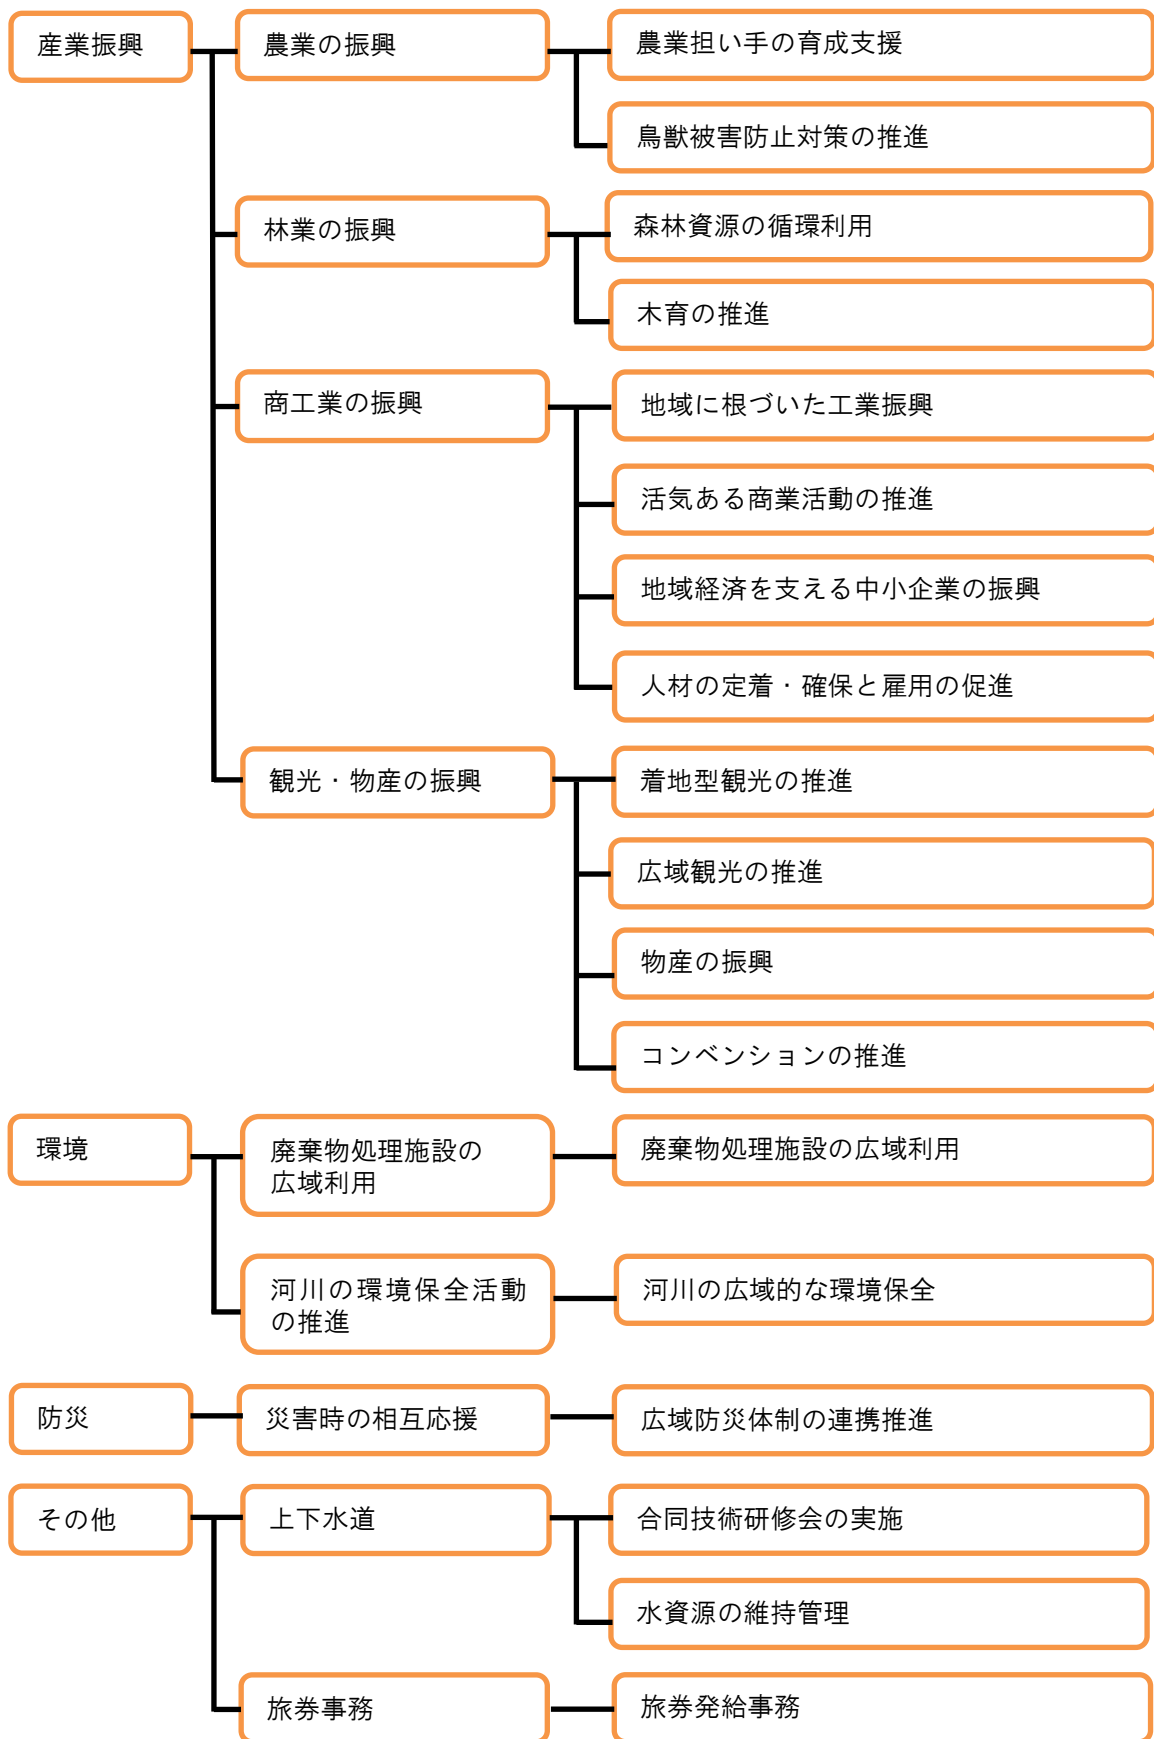 産業振興
農業の振興
農業担い手の育成支援
鳥獣被害防止対策の推進
林業の振興
森林資源の循環利用
木育の推進
商工業の振興
地域に根づいた工業振興
活気ある商業活動の推進
地域経済を支える中小企業の振興
人材の定着・確保と雇用の促進
観光・物産の振興
着地型観光の推進
広域観光の推進
物産の振興
コンベンションの推進
環境
廃棄物処理施設の
広域利用
廃棄物処理施設の広域利用
河川の環境保全活動
の推進
河川の広域的な環境保全
防災
災害時の相互応援
広域防災体制の連携推進
その他
上下水道
合同技術研修会の実施
水資源の維持管理
旅券事務
旅券発給事務